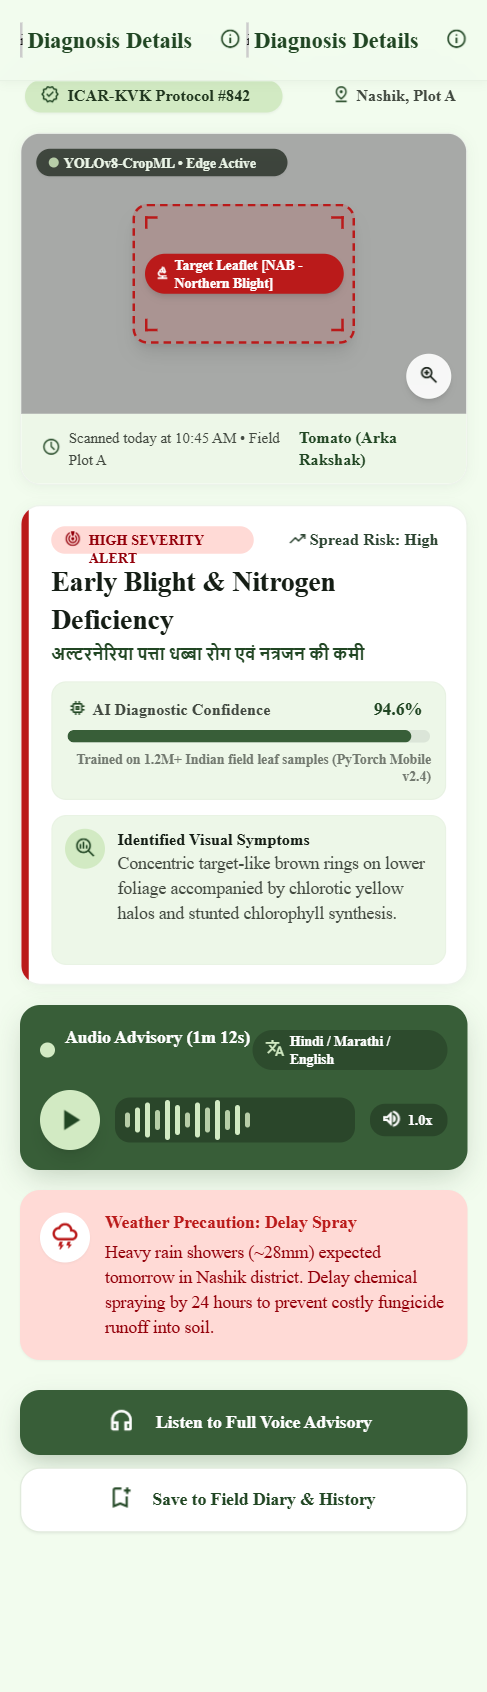 Diagnosis Details
Diagnosis Details
ICAR-KVK Protocol #842
Nashik, Plot A
YOLOv8-CropML • Edge Active
Target Leaflet [NAB -
Northern Blight]
Scanned today at 10:45 AM • Field
Plot A
Tomato (Arka
Rakshak)
HIGH SEVERITY
ALERT
Spread Risk: High
Early Blight & Nitrogen
Deficiency
अल्टरनेरिया पत्ता धब्बा रोग एवं नत्रजन की कमी
AI Diagnostic Confidence
94.6%
Trained on 1.2M+ Indian field leaf samples (PyTorch Mobile
v2.4)
Identified Visual Symptoms
Concentric target-like brown rings on lower
foliage accompanied by chlorotic yellow
halos and stunted chlorophyll synthesis.
Audio Advisory (1m 12s)
Hindi / Marathi /
English
1.0x
Weather Precaution: Delay Spray
Heavy rain showers (~28mm) expected
tomorrow in Nashik district. Delay chemical
spraying by 24 hours to prevent costly fungicide
runoff into soil.
Listen to Full Voice Advisory
Save to Field Diary & History